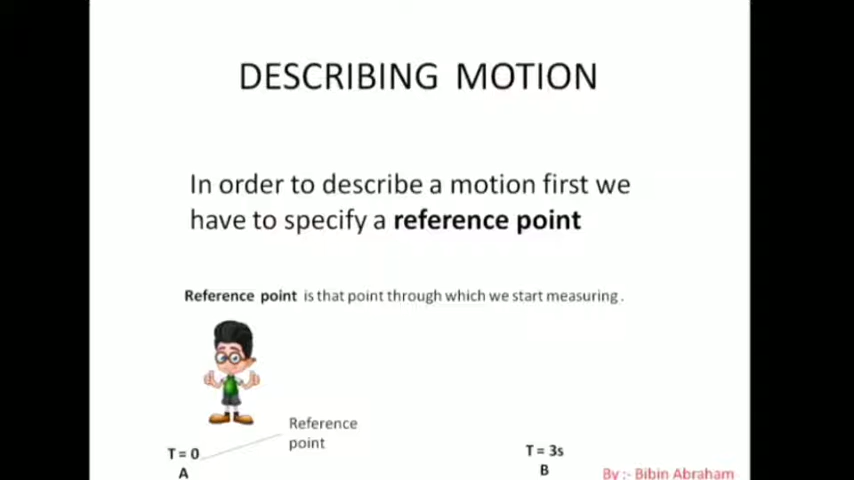 DESCRIBING MOTION
In order to describe a motion first we
have to specify a reference point
Reference point is that point through which we start measuring .
Reference
point
T = 0
A
T = 3s
B
By :- Bibin Abraham